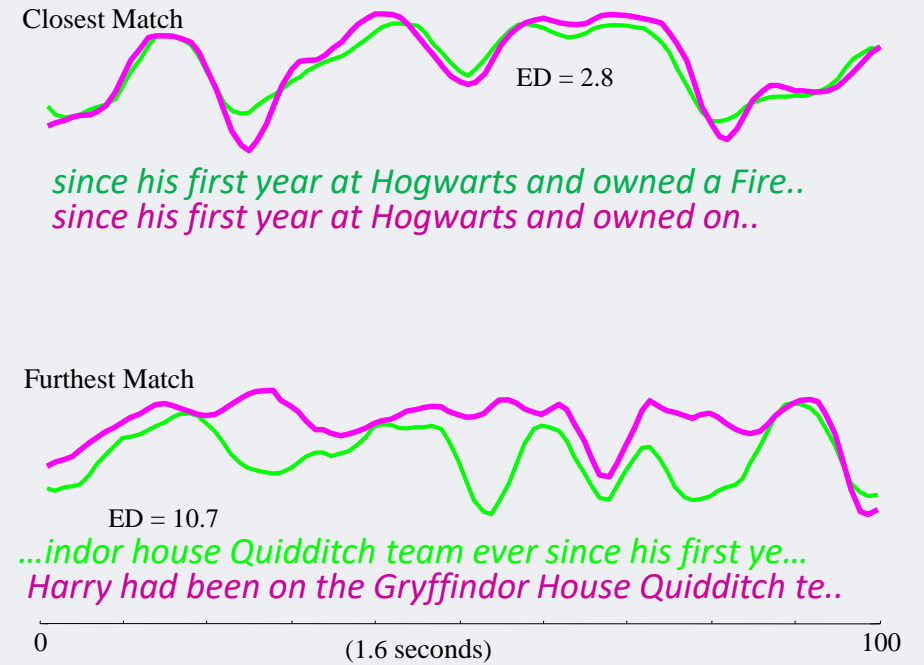 Closest Match
ED = 2.8
since his first year at Hogwarts and owned a Fire..
since his first year at Hogwarts and owned on..
Furthest Match
ED = 10.7
…indor house Quidditch team ever since his first ye…
Harry had been on the Gryffindor House Quidditch te..
0
(1.6 seconds)
100